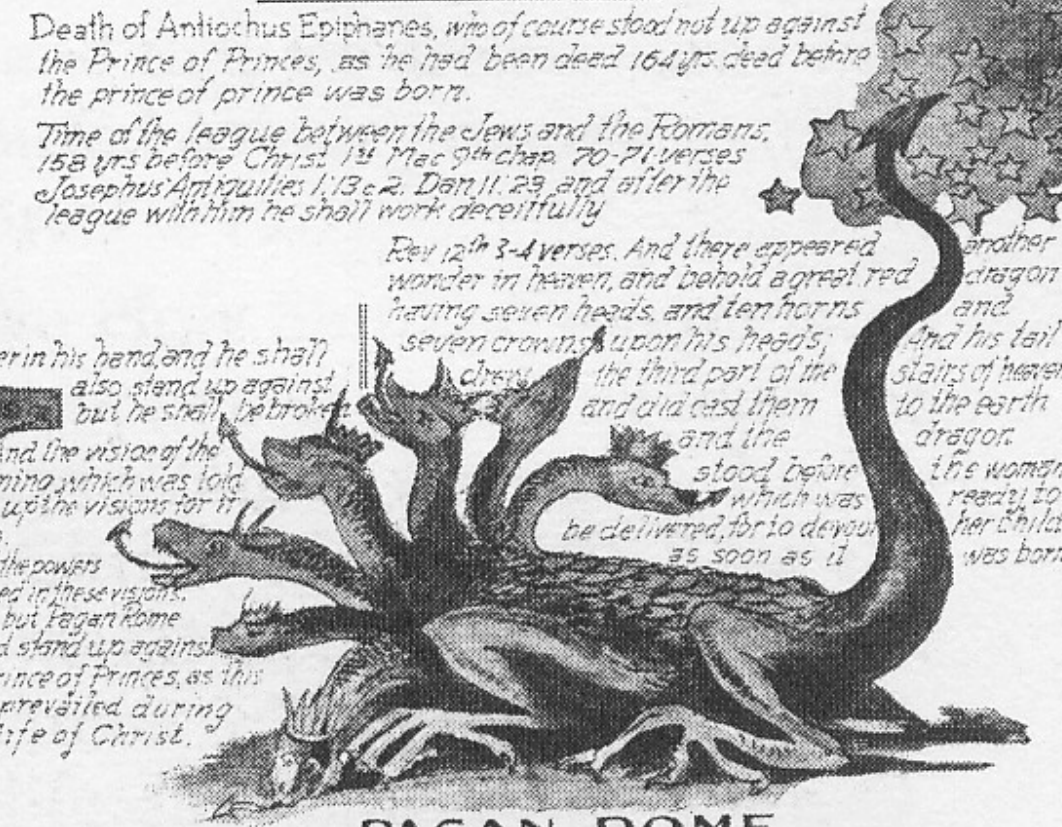 Death of Antiochus Epiphanes, who of course stood not up against
the Prince of Princes, as he had been dead 164 yrs. dead before
the prince of prince was born.
Time of the league between the Jews and the Romans,
158 yrs before Christ 1st Mac 9th chap. 70-71 verses
Josephus Antiquities 1.13 c 2. Dan 11:23, and after the
league with him he shall work deceitfully
Rev 12th 3-4 verses. And there appeared another
wonder in heaven, and behold a great red dragon
having seven heads, and ten horns and
seven crowns upon his heads; And his tail
drew the third part of the stairs of heaven
and did cast them to the earth
and the dragon
stood before the woman
which was ready to
be delivered, for to devour her child
as soon as it was born
er in his hand, and he shall
also stand up against
but he shall be broken
And the vision of the
which was told
up the visions for it
the powers
ed in these visions.
but Pagan Rome
d stand up against
rince of Princes, as this
prevailed during
life of Christ.
PAGAN ROME